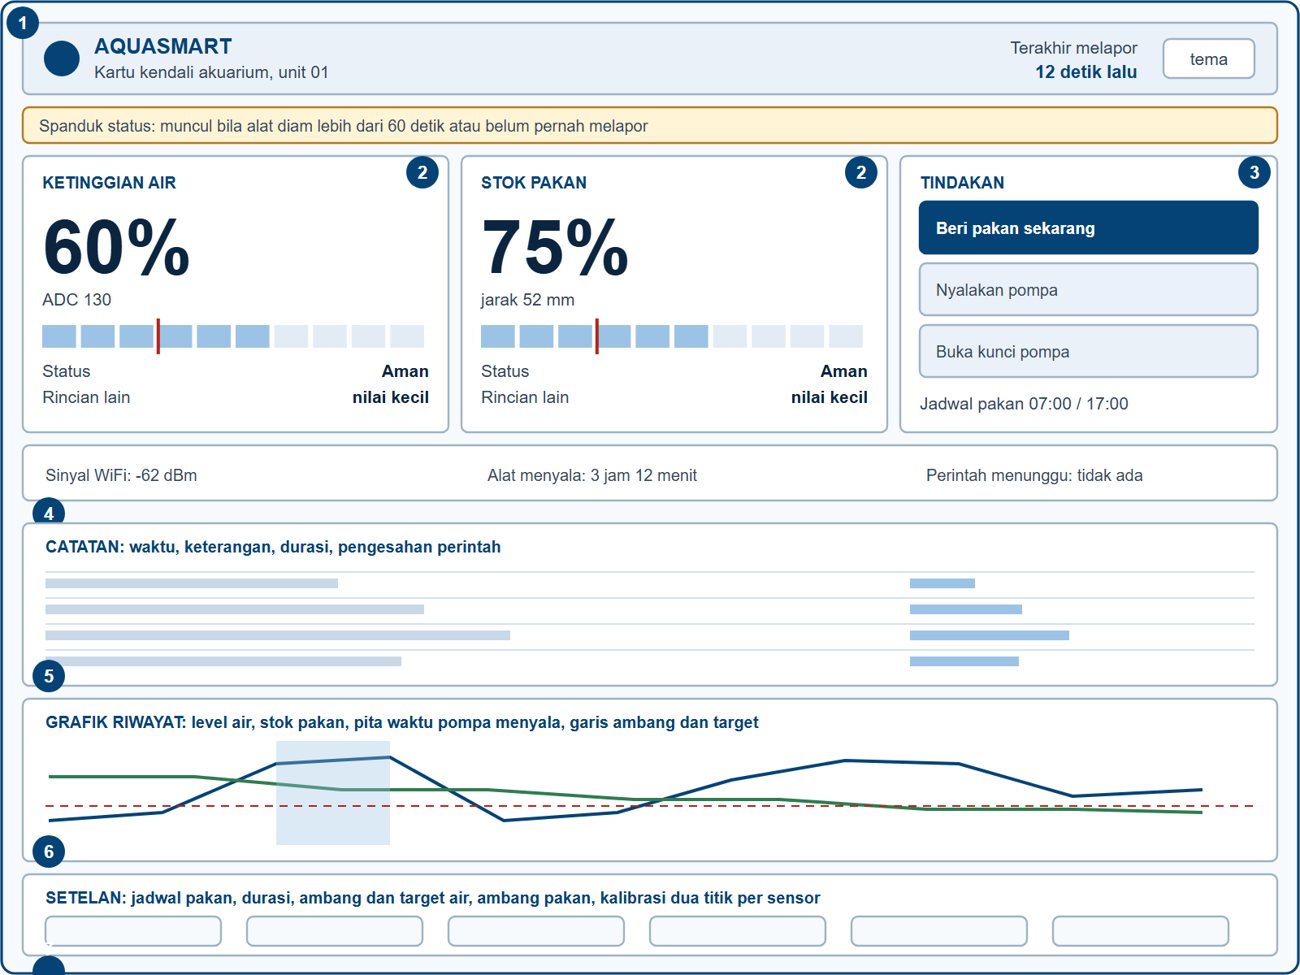 1
AQUASMART
Kartu kendali akuarium, unit 01
Terakhir melapor
12 detik lalu
tema
Spanduk status: muncul bila alat diam lebih dari 60 detik atau belum pernah melapor
KETINGGIAN AIR
2
60%
ADC 130
Status
Aman
Rincian lain
nilai kecil
STOK PAKAN
2
75%
jarak 52 mm
Status
Aman
Rincian lain
nilai kecil
TINDAKAN
3
Beri pakan sekarang
Nyalakan pompa
Buka kunci pompa
Jadwal pakan 07:00 / 17:00
Sinyal WiFi: -62 dBm
Alat menyala: 3 jam 12 menit
Perintah menunggu: tidak ada
4
CATATAN: waktu, keterangan, durasi, pengesahan perintah
5
GRAFIK RIWAYAT: level air, stok pakan, pita waktu pompa menyala, garis ambang dan target
6
SETELAN: jadwal pakan, durasi, ambang dan target air, ambang pakan, kalibrasi dua titik per sensor